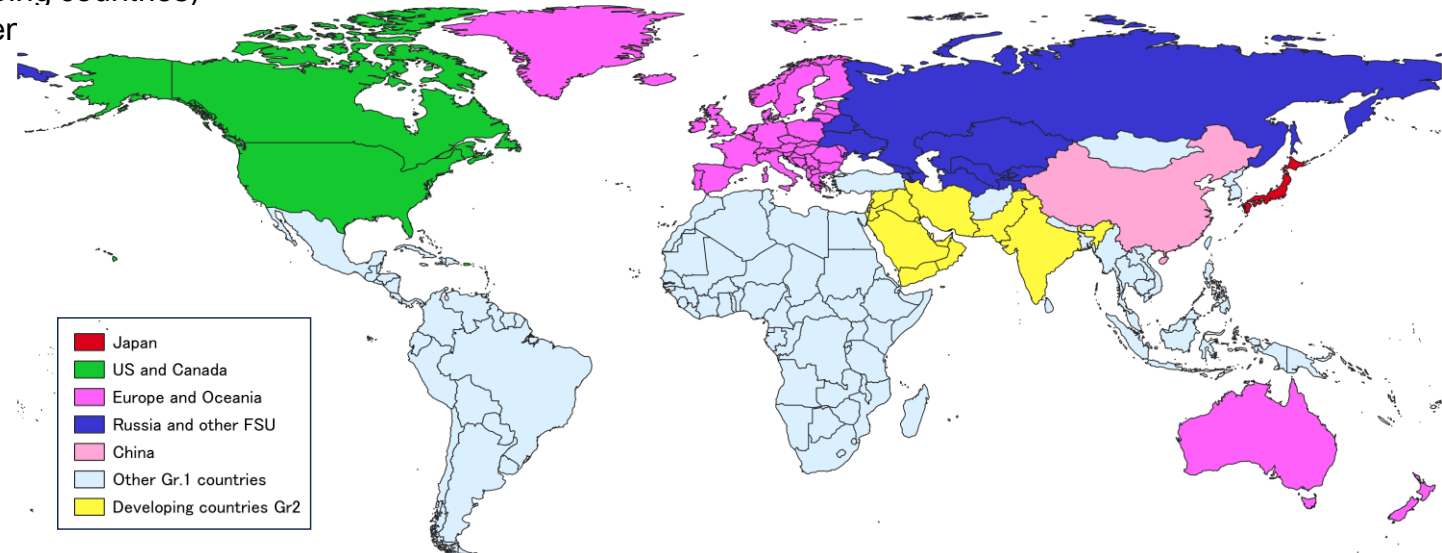 countries)
Japan
US and Canada
Europe and Oceania
Russia and other FSU
China
Other Gr.1 countries
Developing countries Gr2